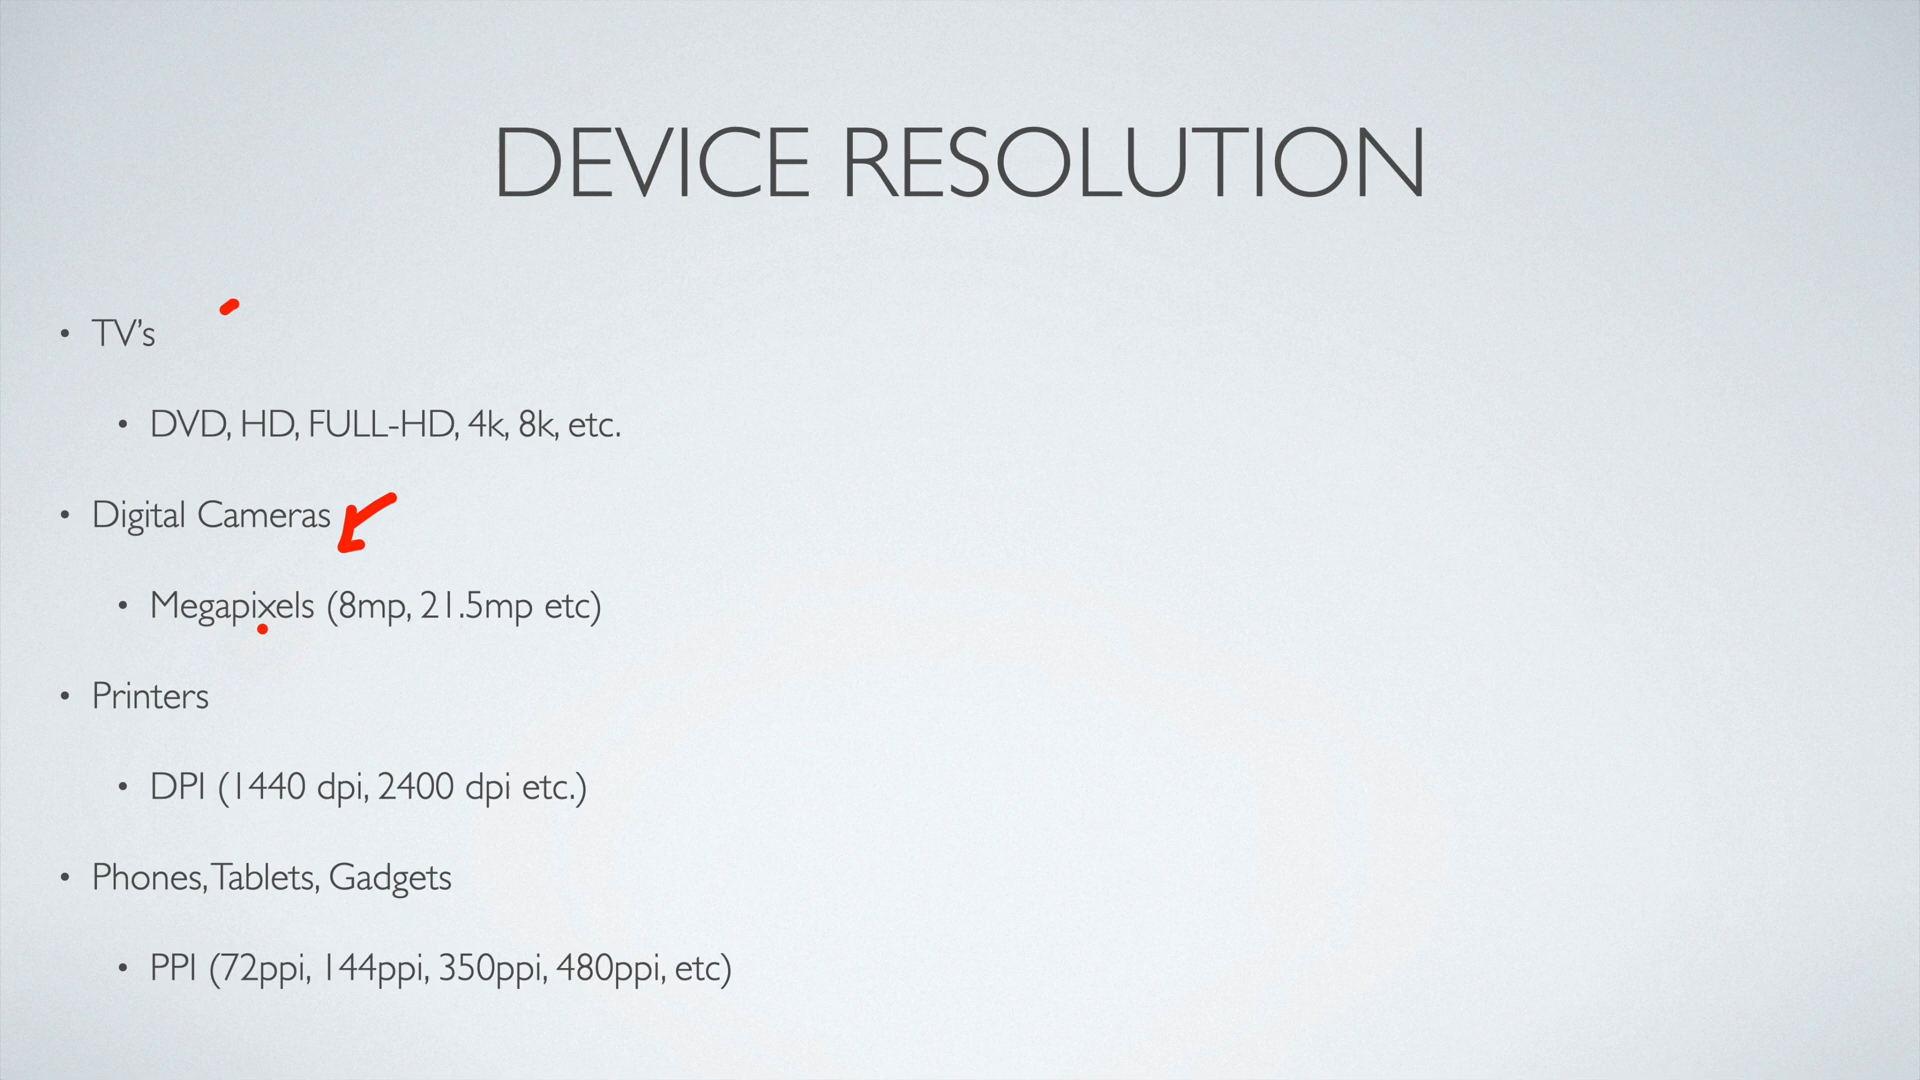 DEVICE RESOLUTION
• TV's
• DVD, HD, FULL-HD, 4k, 8k, etc.
• Digital Cameras
• Megapixels (8mp, 21.5mp etc)
• Printers
• DPI (1440 dpi, 2400 dpi etc.)
• Phones, Tablets, Gadgets
• PPI (72ppi, 144ppi, 350ppi, 480ppi, etc)